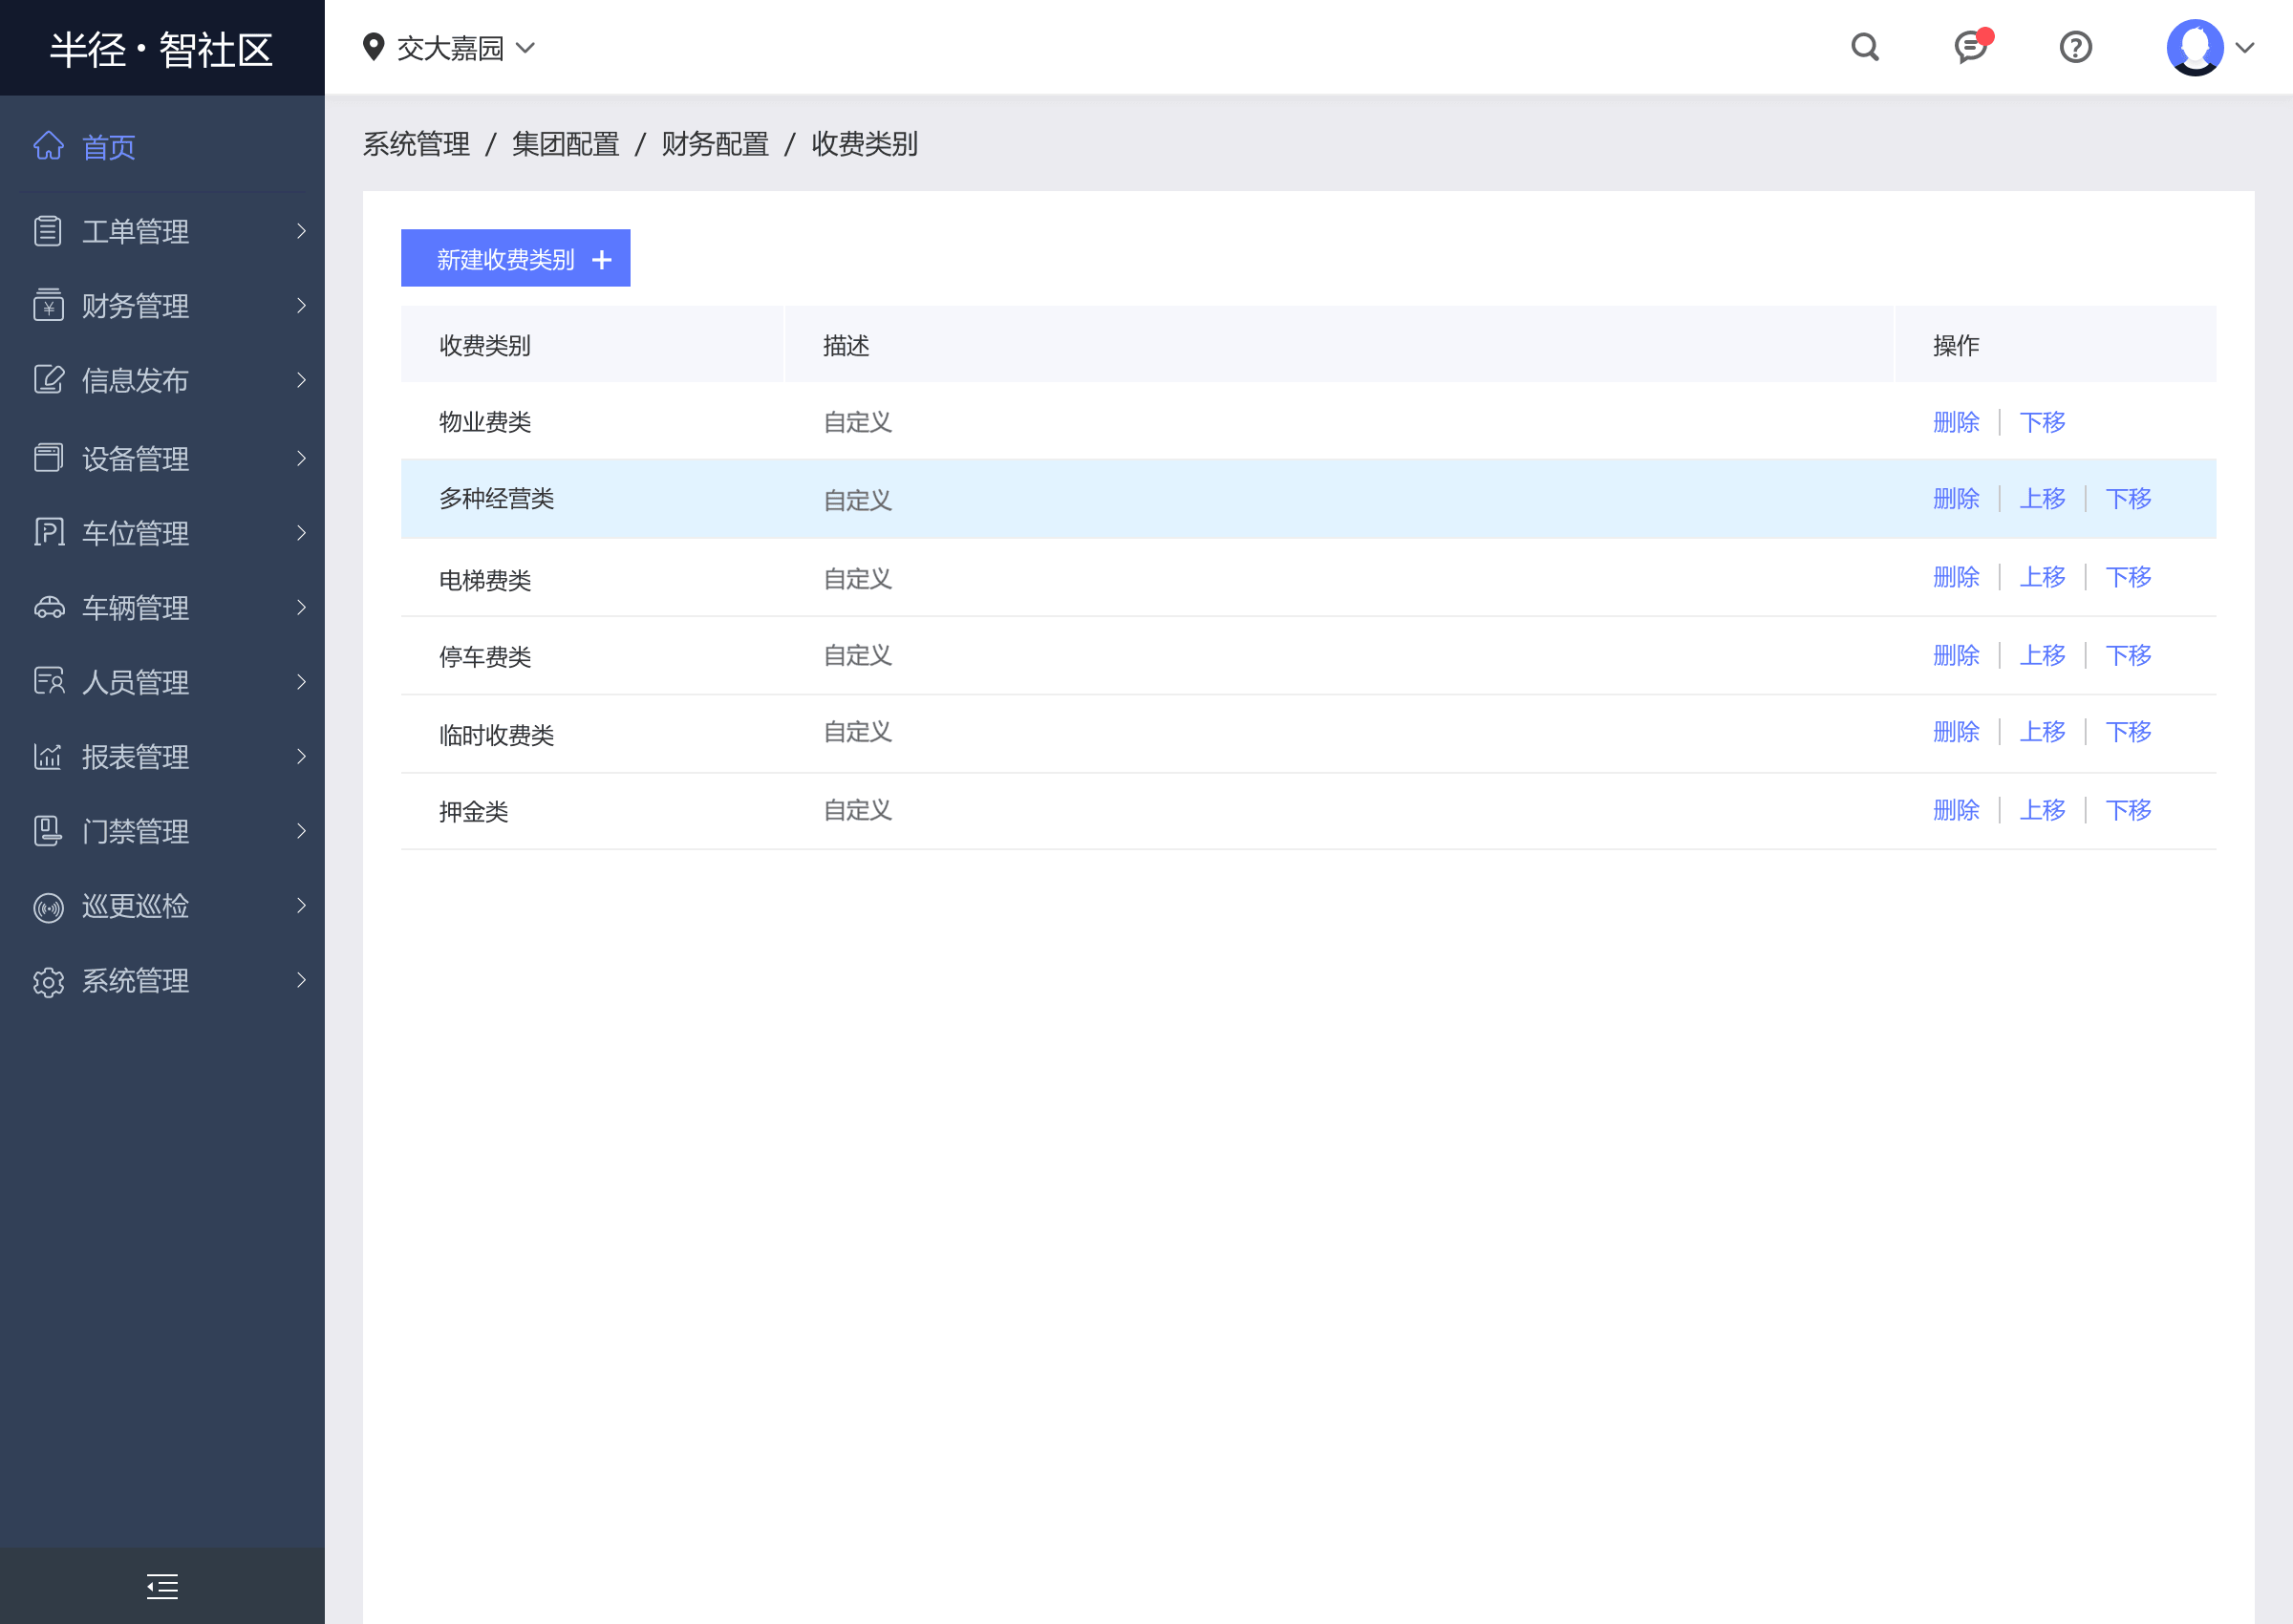 半径·智社区
交大嘉园
首页
工单管理
财务管理
信息发布
设备管理
车位管理
车辆管理
人员管理
报表管理
门禁管理
巡更巡检
系统管理
系统管理 / 集团配置 / 财务配置 / 收费类别
新建收费类别 +
收费类别 描述 操作
物业费类 自定义 删除 下移
多种经营类 自定义 删除 上移 下移
电梯费类 自定义 删除 上移 下移
停车费类 自定义 删除 上移 下移
临时收费类 自定义 删除 上移 下移
押金类 自定义 删除 上移 下移